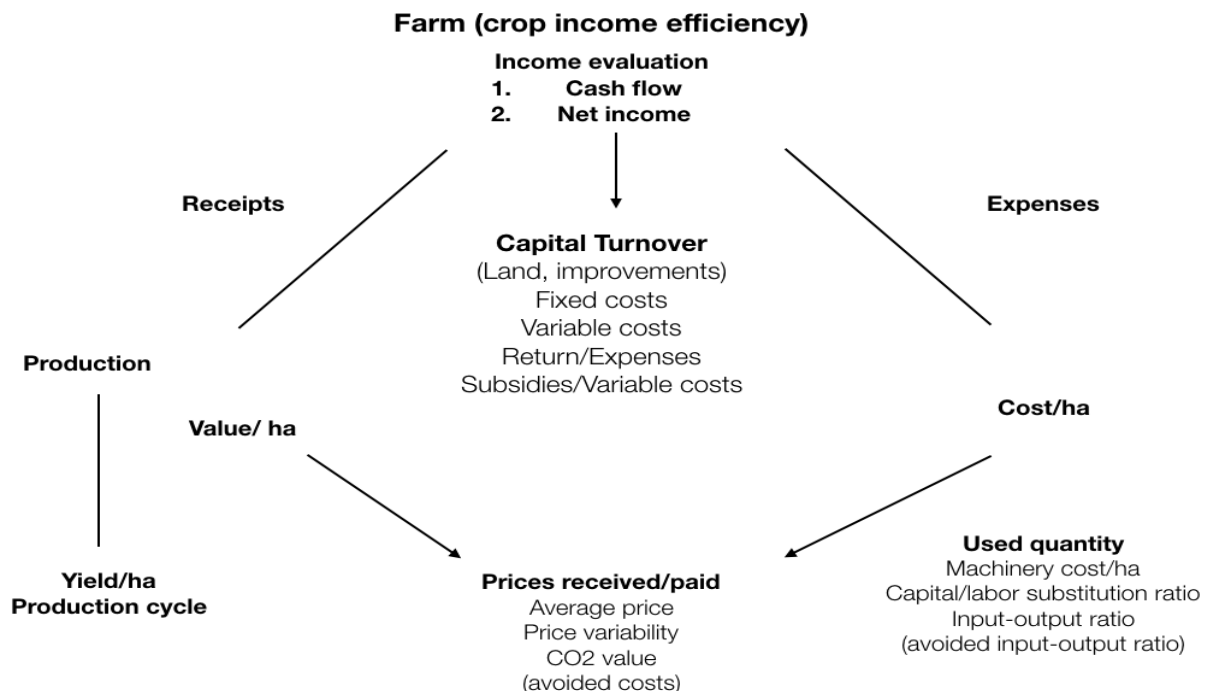 Farm (crop income efficiency)
Income evaluation
1. Cash flow
2. Net income
Receipts
Expenses
Capital Turnover
(Land, improvements)
Fixed costs
Variable costs
Return/Expenses
Subsidies/Variable costs
Production
Value/ ha
Cost/ha
Yield/ha
Production cycle
Prices received/paid
Average price
Price variability
CO2 value
(avoided costs)
Used quantity
Machinery cost/ha
Capital/labor substitution ratio
Input-output ratio
(avoided input-output ratio)